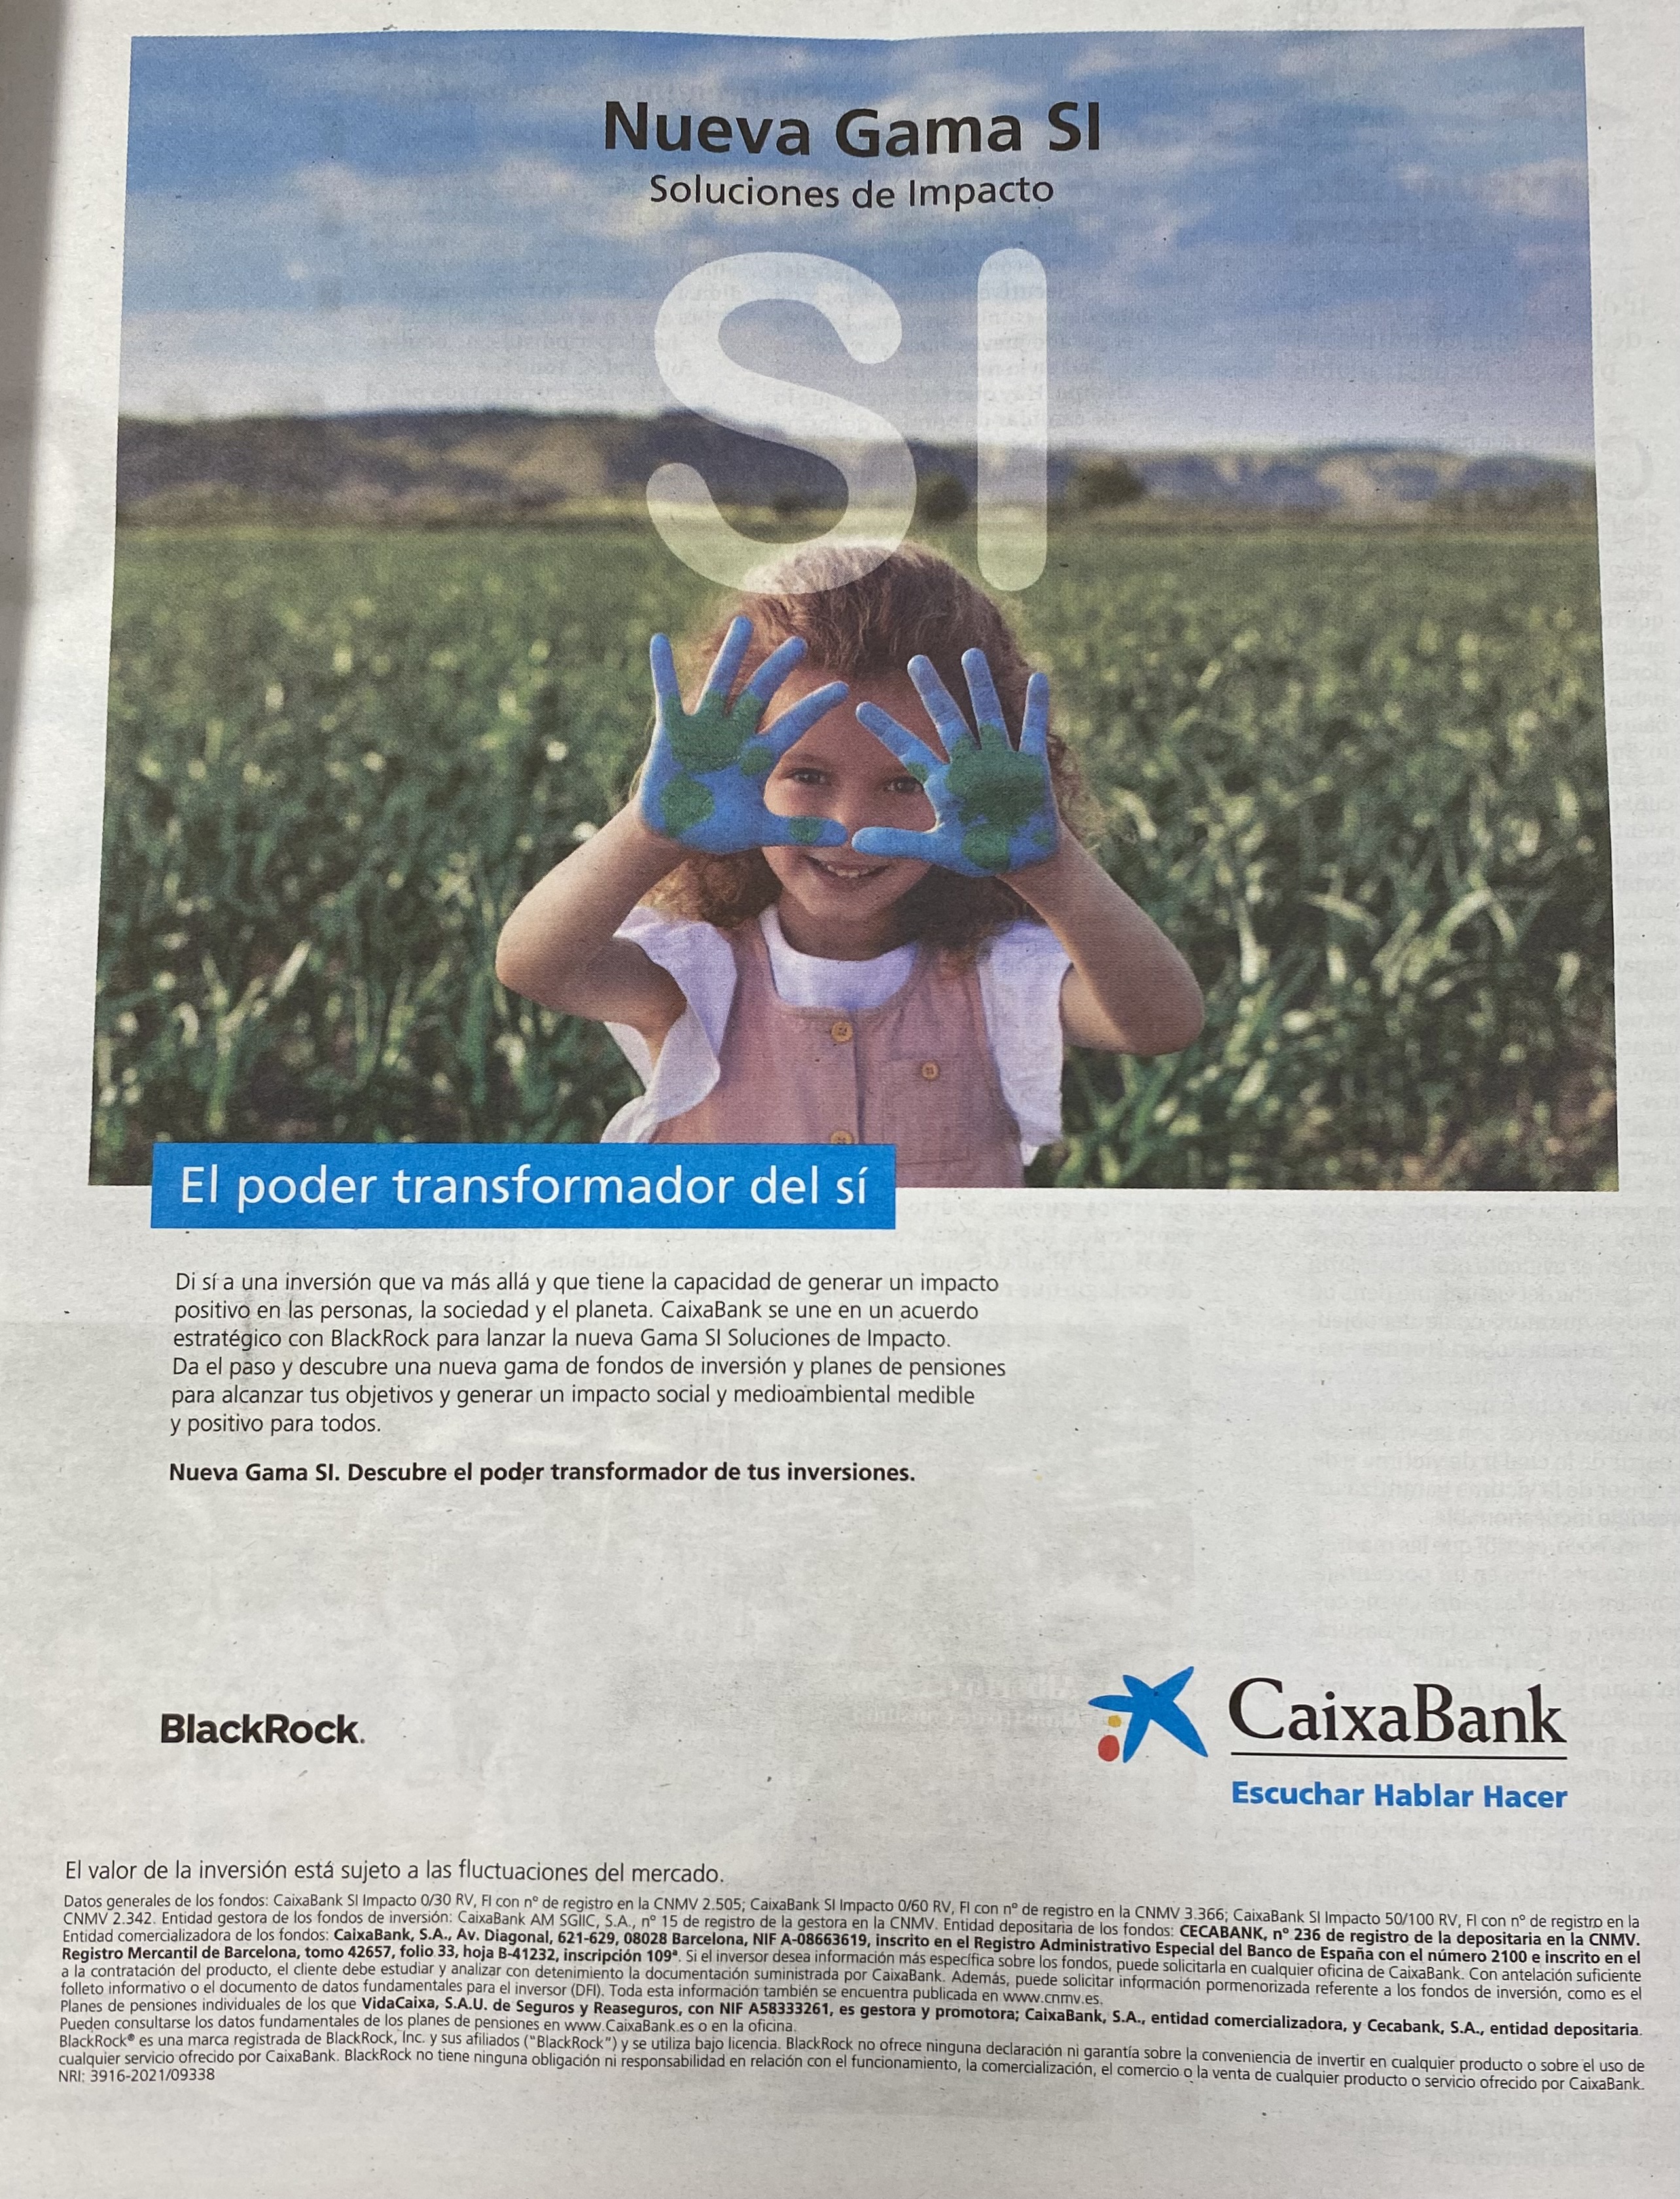 Nueva Gama SI
Soluciones de Impacto
SI
El poder transformador del sí
Di sí a una inversión que va más allá y que tiene la capacidad de generar un impacto
positivo en las personas, la sociedad y el planeta. CaixaBank se une en un acuerdo
estratégico con BlackRock para lanzar la nueva Gama SI Soluciones de Impacto.
Da el paso y descubre una nueva gama de fondos de inversión y planes de pensiones
para alcanzar tus objetivos y generar un impacto social y medioambiental medible
y positivo para todos.
Nueva Gama SI. Descubre el poder transformador de tus inversiones.
BlackRock.
CaixaBank
Escuchar Hablar Hacer
El valor de la inversión está sujeto a las fluctuaciones del mercado.
Datos generales de los fondos: CaixaBank SI Impacto 0/30 RV, FI con nº de registro en la CNMV 2.505; CaixaBank SI Impacto 0/60 RV, FI con nº de registro en la CNMV 3.366; CaixaBank SI Impacto 50/100 RV, FI con nº de registro en la
CNMV 2.342. Entidad gestora de los fondos de inversión: CaixaBank AM SGIIC, S.A., nº 15 de registro de la gestora en la CNMV. Entidad depositaria de los fondos: CECABANK, nº 236 de registro de la depositaria en la CNMV.
Entidad comercializadora de los fondos: CaixaBank, S.A., Av. Diagonal, 621-629, 08028 Barcelona, NIF A-08663619, inscrito en el Registro Administrativo Especial del Banco de España con el número 2100 e inscrito en el
Registro Mercantil de Barcelona, tomo 42657, folio 33, hoja B-41232, inscripción 109ª. Si el inversor desea información más específica sobre los fondos, puede solicitarla en cualquier oficina de CaixaBank. Con antelación suficiente
a la contratación del producto, el cliente debe estudiar y analizar con detenimiento la documentación suministrada por CaixaBank. Además, puede solicitar información pormenorizada referente a los fondos de inversión, como es el
folleto informativo o el documento de datos fundamentales para el inversor (DFI). Toda esta información también se encuentra publicada en www.cnmv.es.
Planes de pensiones individuales de los que VidaCaixa, S.A.U. de Seguros y Reaseguros, con NIF A58333261, es gestora y promotora; CaixaBank, S.A., entidad comercializadora, y Cecabank, S.A., entidad depositaria.
Pueden consultarse los datos fundamentales de los planes de pensiones en www.CaixaBank.es o en la oficina.
BlackRock® es una marca registrada de BlackRock, Inc. y sus afiliados ("BlackRock") y se utiliza bajo licencia. BlackRock no ofrece ninguna declaración ni garantía sobre la conveniencia de invertir en cualquier producto o sobre el uso de
cualquier servicio ofrecido por CaixaBank. BlackRock no tiene ninguna obligación ni responsabilidad en relación con el funcionamiento, la comercialización, el comercio o la venta de cualquier producto o servicio ofrecido por CaixaBank.
NRI: 3916-2021/09338